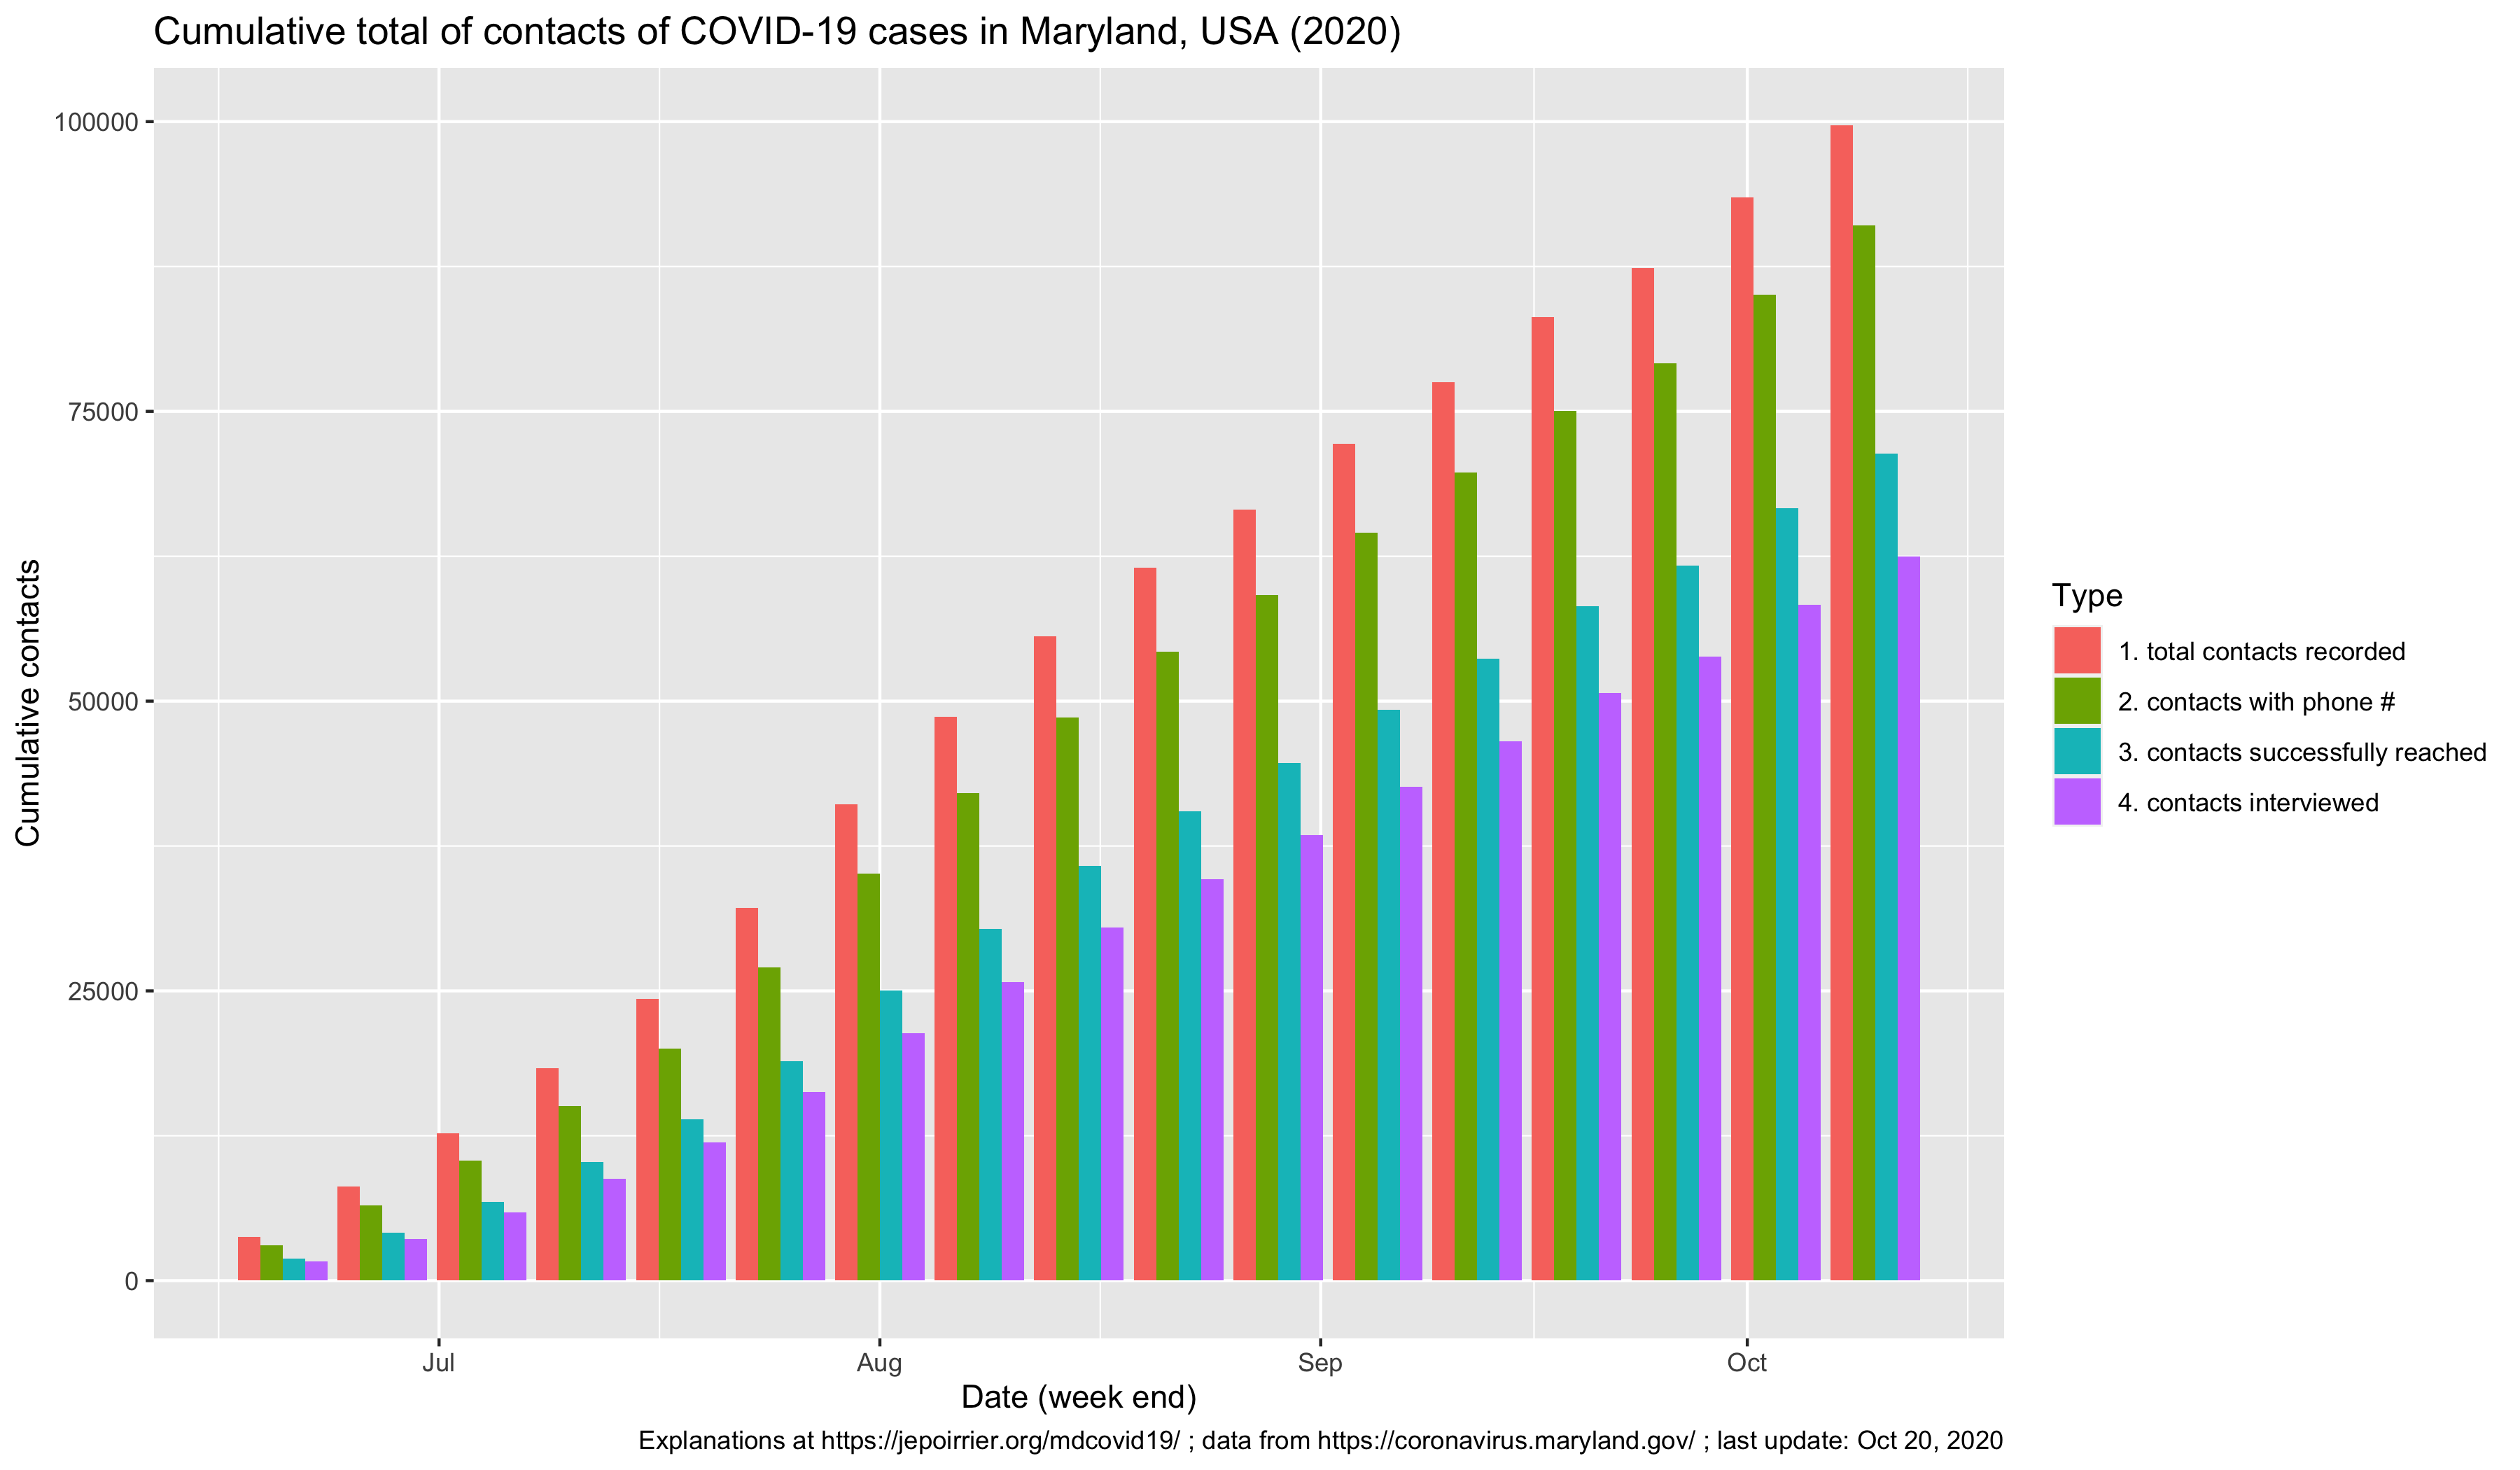 Cumulative total of contacts of COVID-19 cases in Maryland, USA (2020)
Cumulative contacts
100000
75000
50000
25000
0
Jul
Aug
Sep
Oct
Date (week end)
Type
1. total contacts recorded
2. contacts with phone #
3. contacts successfully reached
4. contacts interviewed
Explanations at https://jepoirrier.org/mdcovid19/ ; data from https://coronavirus.maryland.gov/ ; last update: Oct 20, 2020